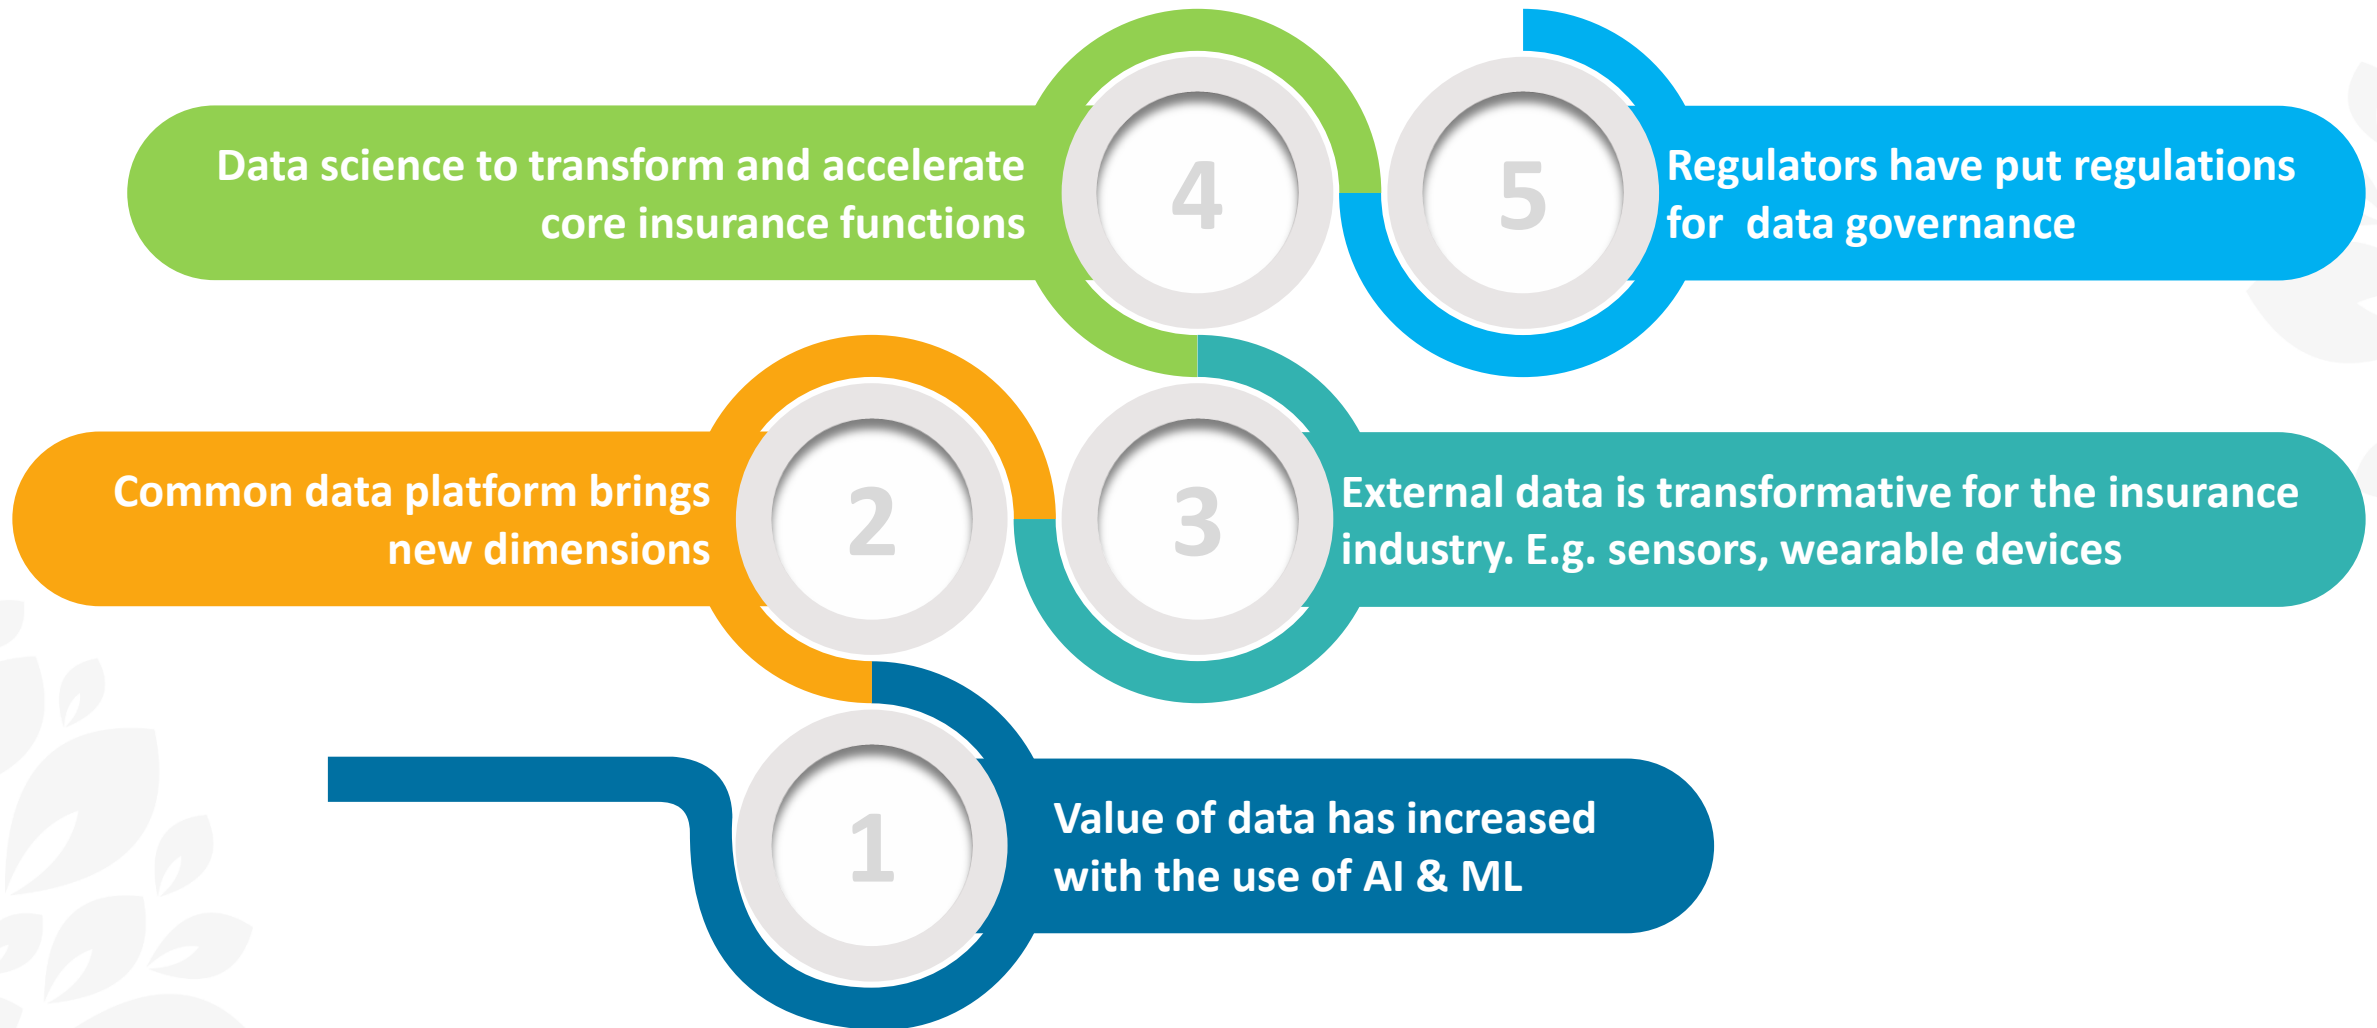 Data science to transform and accelerate
core insurance functions
4
5
Regulators have put regulations
for  data governance
Common data platform brings
new dimensions
2
3
External data is transformative for the insurance
industry. E.g. sensors, wearable devices
1
Value of data has increased
with the use of AI & ML